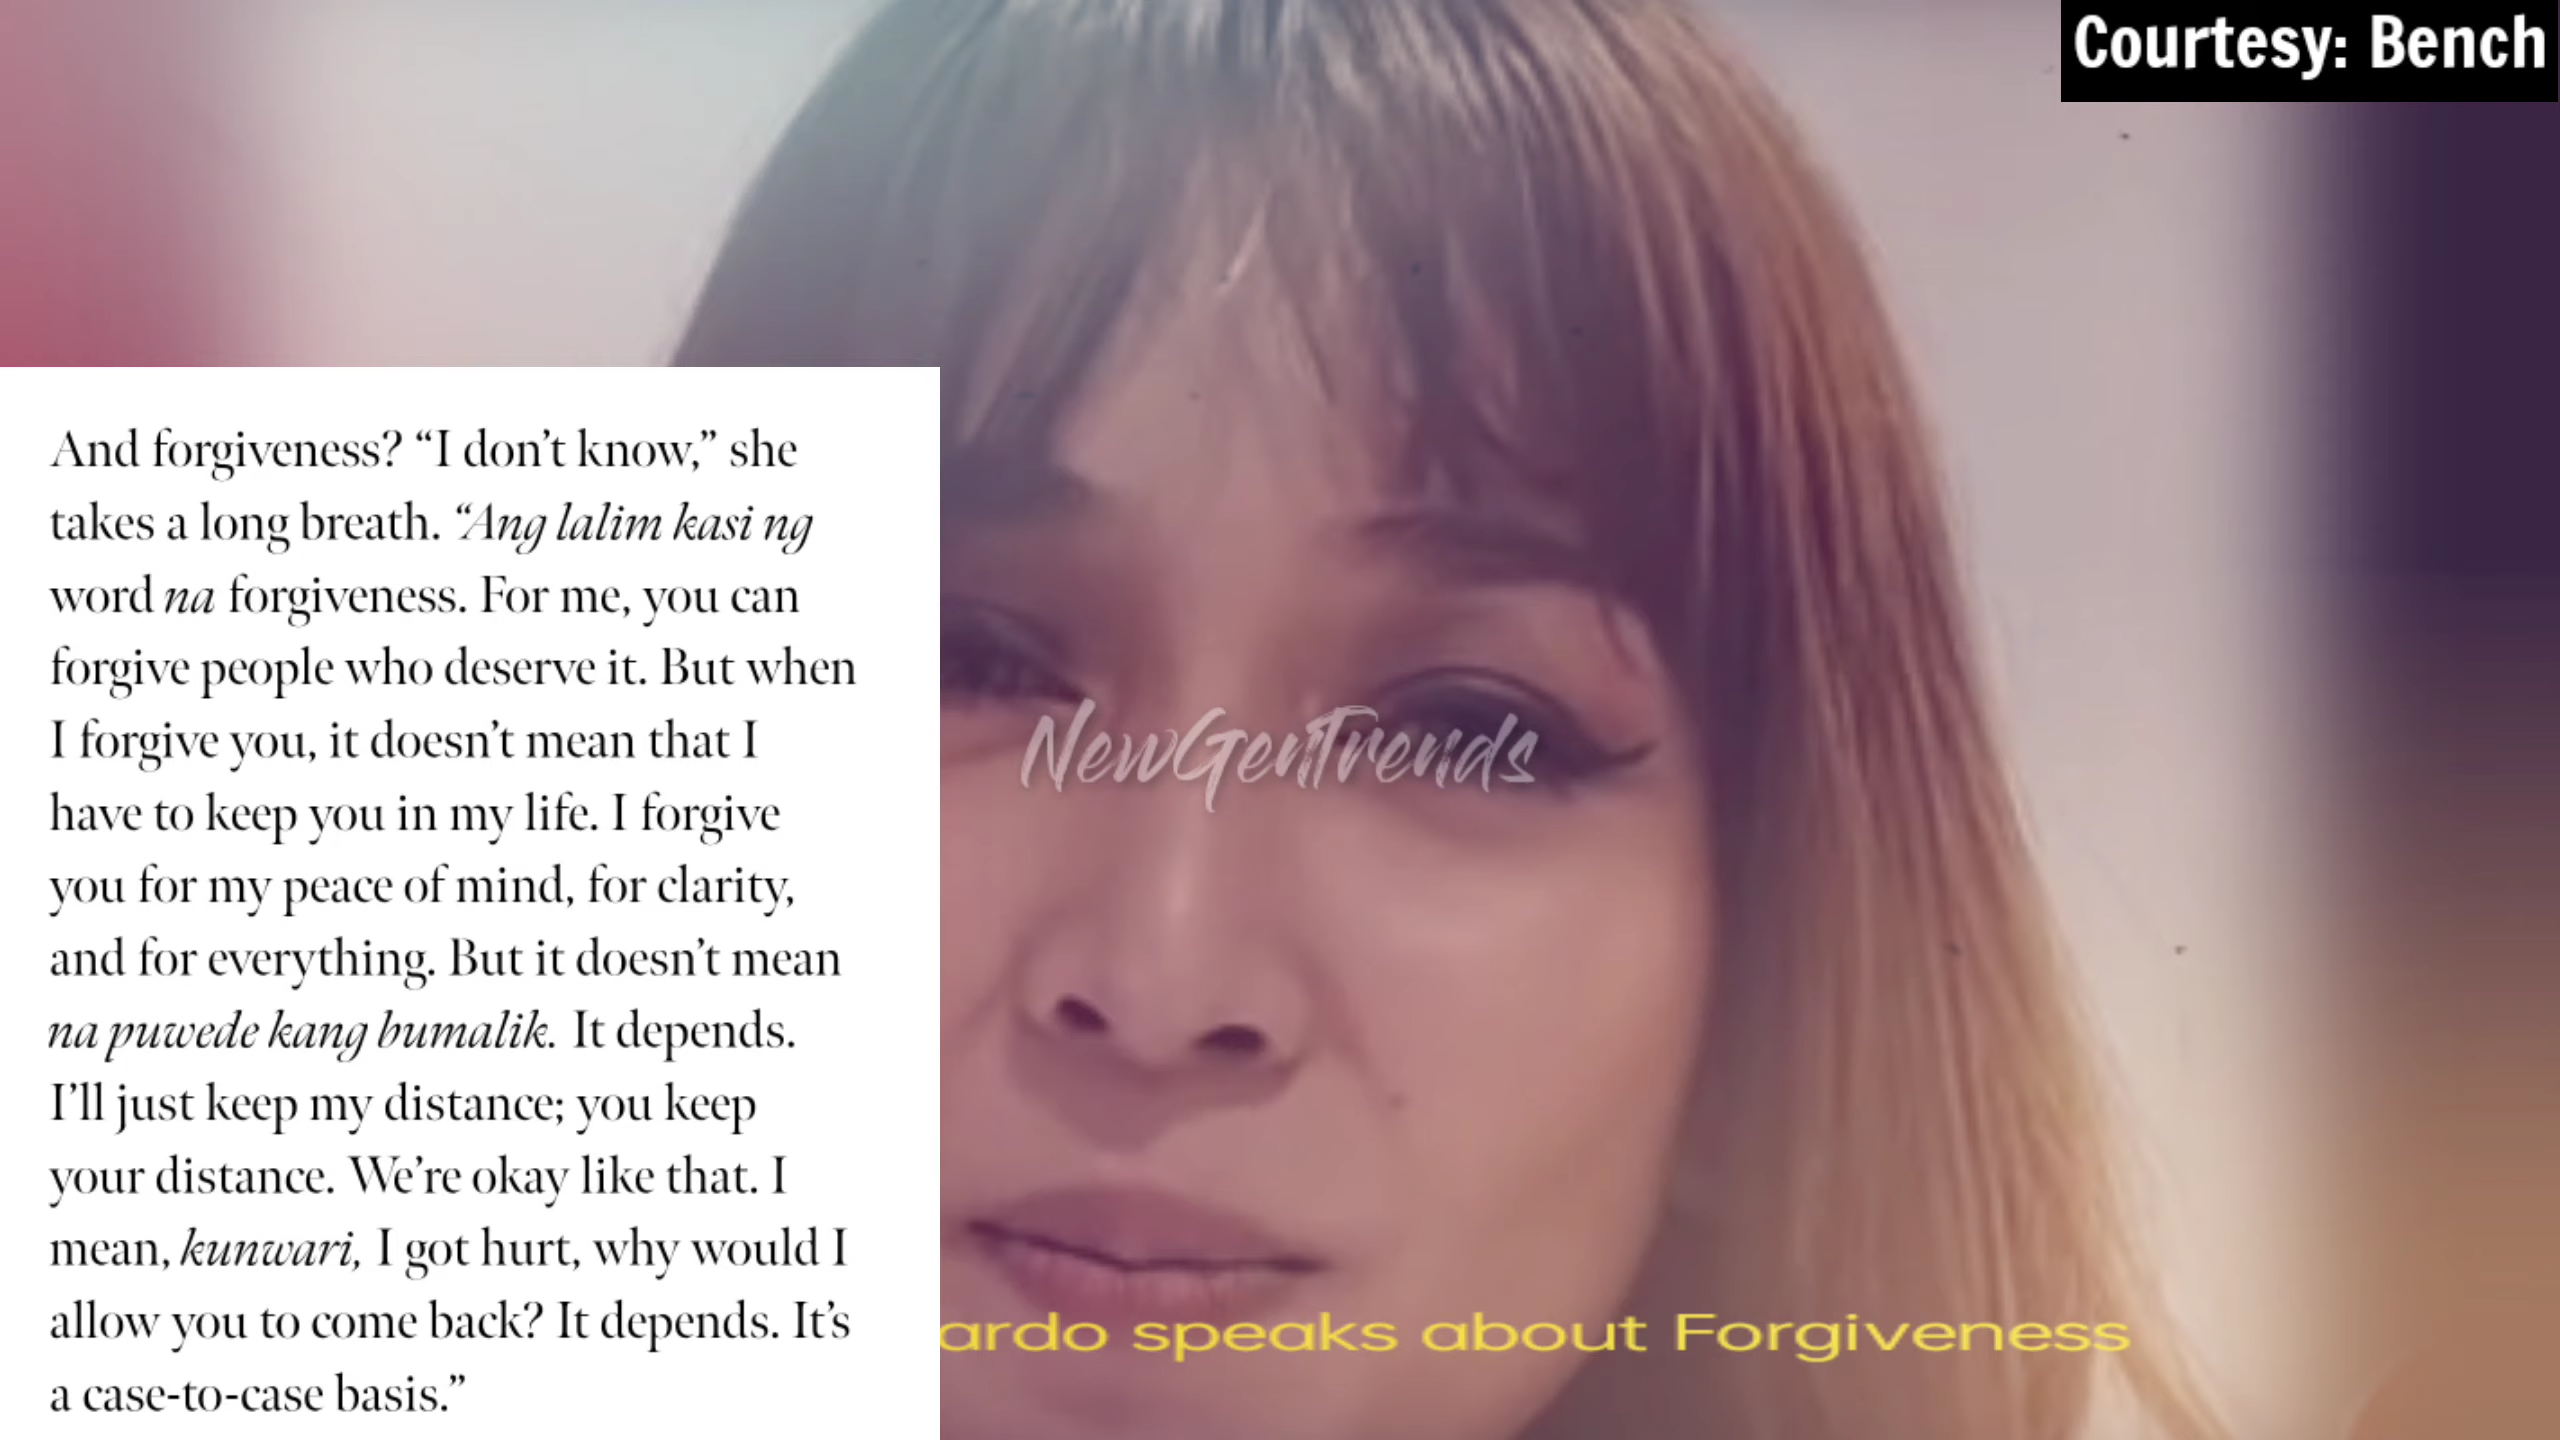 Courtesy: Bench
And forgiveness? “I don’t know,” she
takes a long breath. “Ang lalim kasi ng
word na forgiveness. For me, you can
forgive people who deserve it. But when
I forgive you, it doesn’t mean that I
have to keep you in my life. I forgive
you for my peace of mind, for clarity,
and for everything. But it doesn’t mean
na puwede kang bumalik. It depends.
I’ll just keep my distance; you keep
your distance. We’re okay like that. I
mean, kunwari, I got hurt, why would I
allow you to come back? It depends. It’s
a case-to-case basis.”
NewGenTrends
ardo speaks about Forgiveness